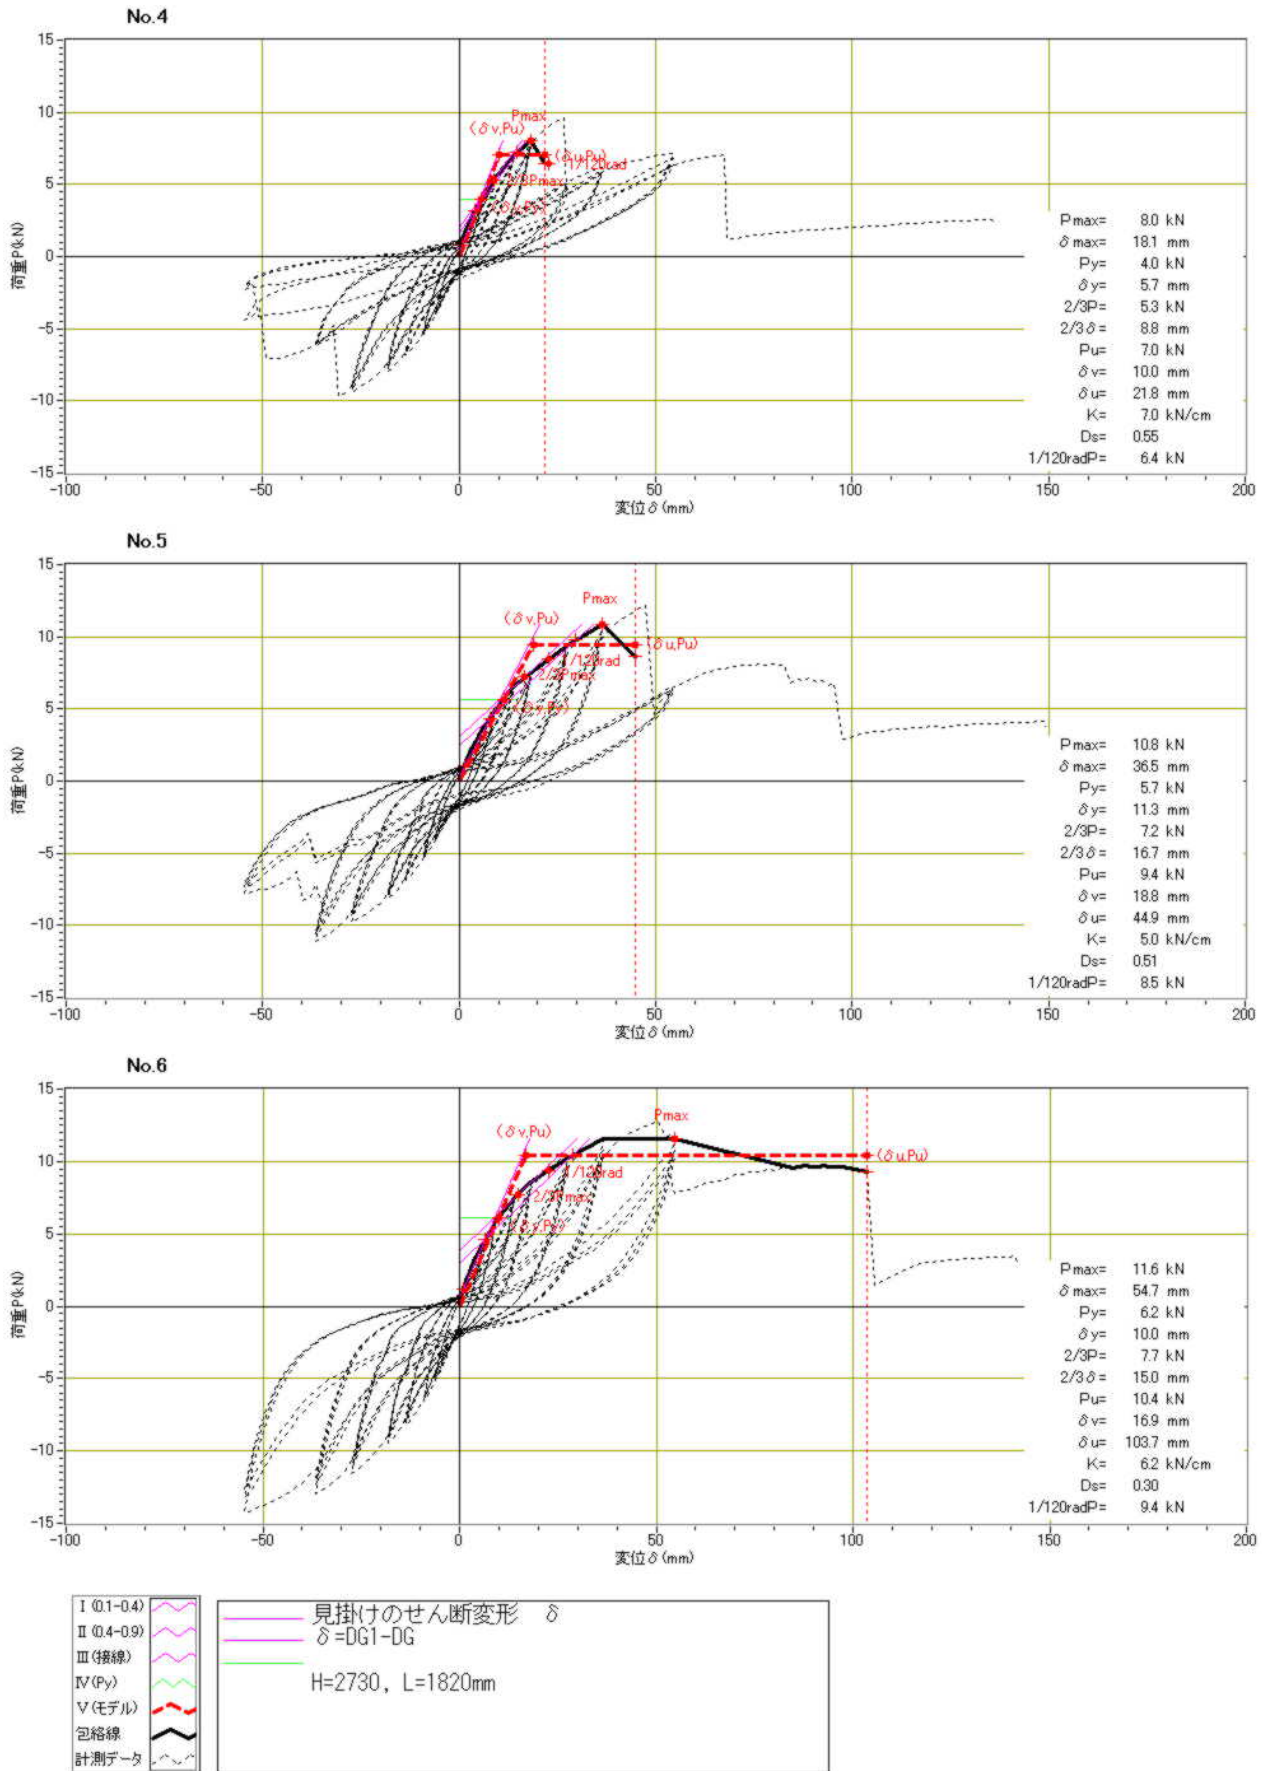 No.4
15
10
5
0
-5
-10
-15
荷重P(kN)
Pmax
(δv,Pu)
(δu,Pu)
1/120rad
2/3Pmax
(δy,Py)
Pmax= 8.0 kN
δmax= 18.1 mm
Py= 4.0 kN
δy= 5.7 mm
2/3P= 5.3 kN
2/3δ= 8.8 mm
Pu= 7.0 kN
δv= 10.0 mm
δu= 21.8 mm
K= 7.0 kN/cm
Ds= 0.55
1/120radP= 6.4 kN
-100 -50 0 50 100 150 200
変位δ(mm)
No.5
15
10
5
0
-5
-10
-15
荷重P(kN)
Pmax
(δv,Pu)
(δu,Pu)
1/120rad
2/3Pmax
(δy,Py)
Pmax= 10.8 kN
δmax= 36.5 mm
Py= 5.7 kN
δy= 11.3 mm
2/3P= 7.2 kN
2/3δ= 16.7 mm
Pu= 9.4 kN
δv= 18.8 mm
δu= 44.9 mm
K= 5.0 kN/cm
Ds= 0.51
1/120radP= 8.5 kN
-100 -50 0 50 100 150 200
変位δ(mm)
No.6
15
10
5
0
-5
-10
-15
荷重P(kN)
Pmax
(δv,Pu)
(δu,Pu)
1/120rad
2/3Pmax
(δy,Py)
Pmax= 11.6 kN
δmax= 54.7 mm
Py= 6.2 kN
δy= 10.0 mm
2/3P= 7.7 kN
2/3δ= 15.0 mm
Pu= 10.4 kN
δv= 16.9 mm
δu= 103.7 mm
K= 6.2 kN/cm
Ds= 0.30
1/120radP= 9.4 kN
-100 -50 0 50 100 150 200
変位δ(mm)
Ⅰ(0.1-0.4)
Ⅱ(0.4-0.9)
Ⅲ(接線)
Ⅳ(Py)
Ⅴ(モデル)
包絡線
計測データ
見掛けのせん断変形 δ
δ=DG1-DG
H=2730, L=1820mm